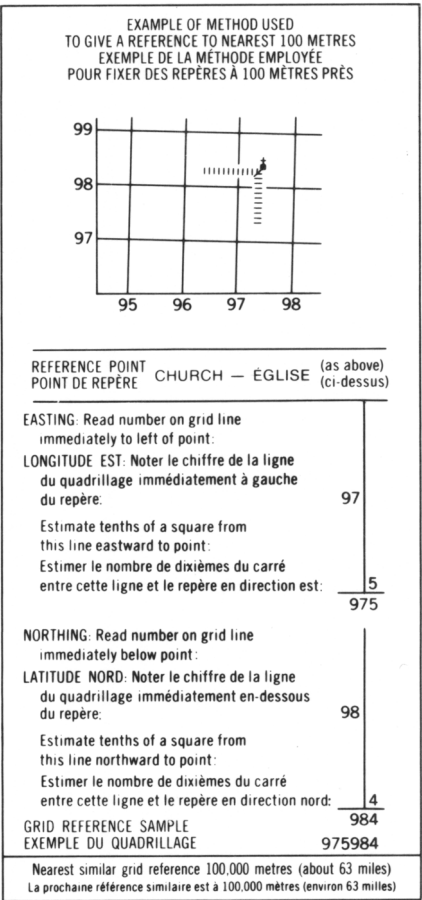 EXAMPLE OF METHOD USED
TO GIVE A REFERENCE TO NEAREST 100 METRES
EXEMPLE DE LA MÉTHODE EMPLOYÉE
POUR FIXER DES REPÈRES À 100 MÈTRES PRÈS
99
98
97
95 96 97 98
REFERENCE POINT
POINT DE REPÈRE
CHURCH — ÉGLISE
(as above)
(ci-dessus)
EASTING: Read number on grid line
immediately to left of point:
LONGITUDE EST: Noter le chiffre de la ligne
du quadrillage immédiatement à gauche
du repère: 97
Estimate tenths of a square from
this line eastward to point:
Estimer le nombre de dixièmes du carré
entre cette ligne et le repère en direction est: 5
975
NORTHING: Read number on grid line
immediately below point:
LATITUDE NORD: Noter le chiffre de la ligne
du quadrillage immédiatement en-dessous
du repère: 98
Estimate tenths of a square from
this line northward to point:
Estimer le nombre de dixièmes du carré
entre cette ligne et le repère en direction nord: 4
984
GRID REFERENCE SAMPLE
EXEMPLE DU QUADRILLAGE 975984
Nearest similar grid reference 100,000 metres (about 63 miles)
La prochaine référence similaire est à 100,000 mètres (environ 63 milles)